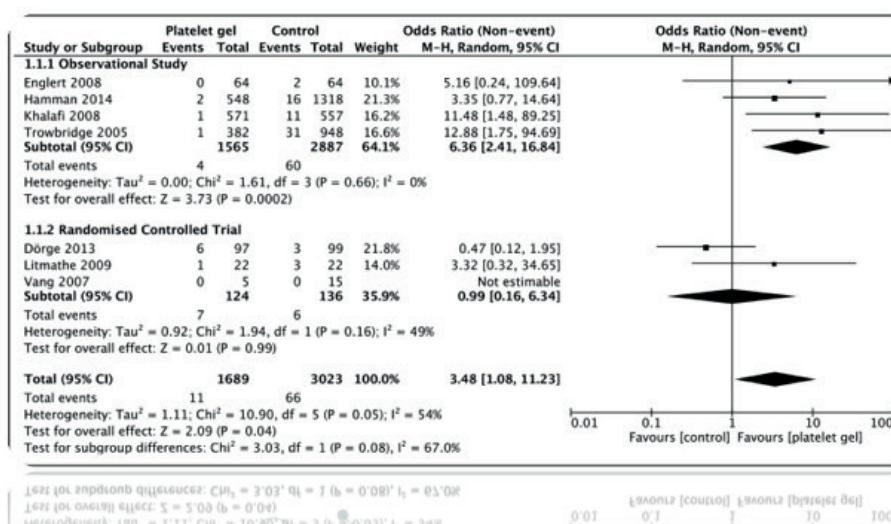 Platelet gel Control Odds Ratio (Non-event) Odds Ratio (Non-event)
Study or Subgroup Events Total Events Total Weight M-H, Random, 95% CI M-H, Random, 95% CI
1.1.1 Observational Study
Englert 2008 0 64 2 64 10.1% 5.16 [0.24, 109.64]
Hamman 2014 2 548 16 1318 21.3% 3.35 [0.77, 14.64]
Khalafi 2008 1 571 11 557 16.2% 11.48 [1.48, 89.25]
Trowbridge 2005 1 382 31 948 16.6% 12.88 [1.75, 94.69]
Subtotal (95% CI) 1565 2887 64.1% 6.36 [2.41, 16.84]
Total events 4 60
Heterogeneity: Tau² = 0.00; Chi² = 1.61, df = 3 (P = 0.66); I² = 0%
Test for overall effect: Z = 3.73 (P = 0.0002)
1.1.2 Randomised Controlled Trial
Dörge 2013 6 97 3 99 21.8% 0.47 [0.12, 1.95]
Litmathe 2009 1 22 3 22 14.0% 3.32 [0.32, 34.65]
Vang 2007 0 5 0 15 Not estimable
Subtotal (95% CI) 124 136 35.9% 0.99 [0.16, 6.34]
Total events 7 6
Heterogeneity: Tau² = 0.92; Chi² = 1.94, df = 1 (P = 0.16); I² = 49%
Test for overall effect: Z = 0.01 (P = 0.99)
Total (95% CI) 1689 3023 100.0% 3.48 [1.08, 11.23]
Total events 11 66
Heterogeneity: Tau² = 1.11; Chi² = 10.90, df = 5 (P = 0.05); I² = 54%
Test for overall effect: Z = 2.09 (P = 0.04)
Test for subgroup differences: Chi² = 3.03, df = 1 (P = 0.08), I² = 67.0%
0.01 0.1 1 10 100
Favours [control] Favours [platelet gel]